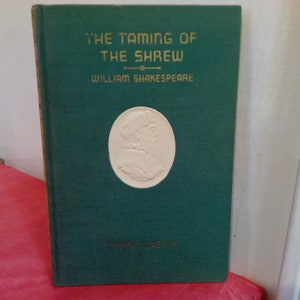 THE TAMING OF
THE SHREW
WILLIAM SHAKESPEARE